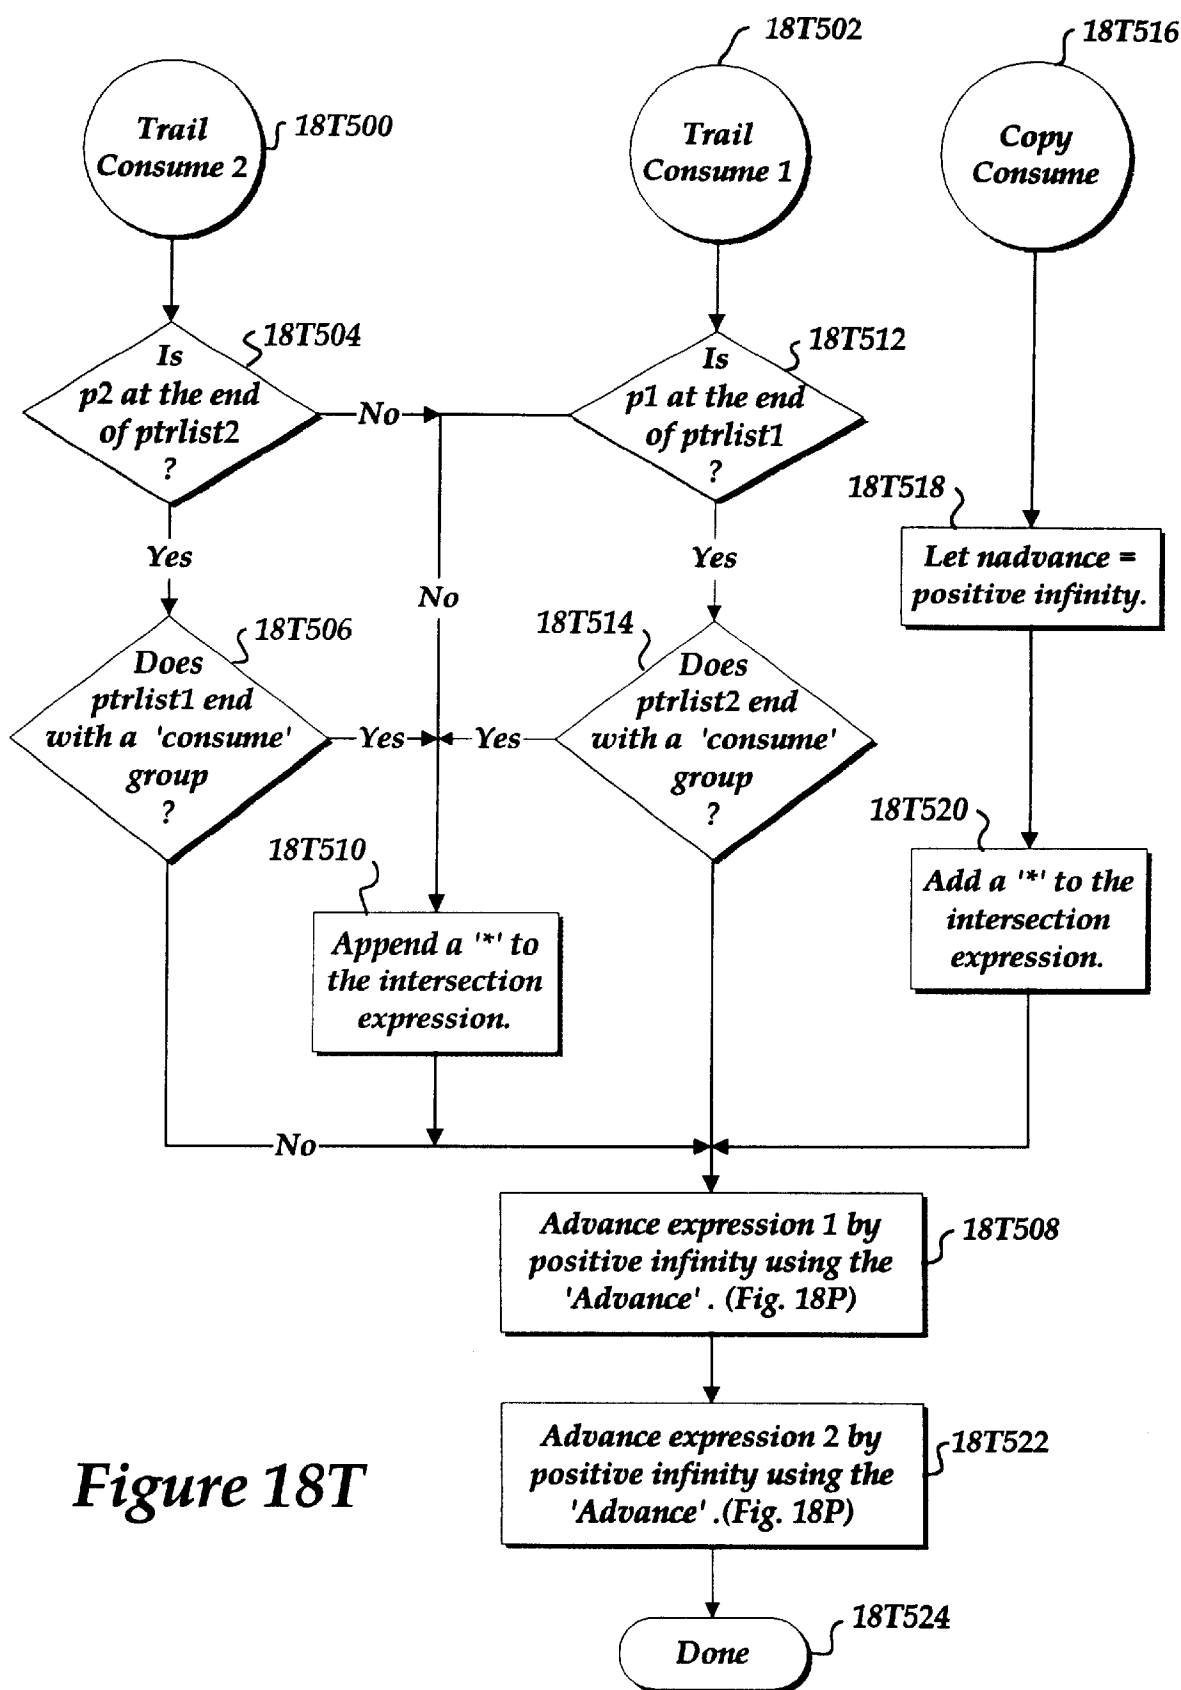 18T502
18T516
Trail
Consume 2
18T500
Trail
Consume 1
Copy
Consume
18T504
Is
p2 at the end
of ptrlist2
?
No
18T512
Is
p1 at the end
of ptrlist1
?
18T518
Let nadvance =
positive infinity.
Yes
No
Yes
18T506
Does
ptrlist1 end
with a 'consume'
group
?
Yes
Yes
18T514
Does
ptrlist2 end
with a 'consume'
group
?
18T520
Add a '*' to the
intersection
expression.
18T510
Append a '*' to
the intersection
expression.
No
Advance expression 1 by
positive infinity using the
'Advance' . (Fig. 18P)
18T508
Advance expression 2 by
positive infinity using the
'Advance' .(Fig. 18P)
18T522
Figure 18T
Done
18T524